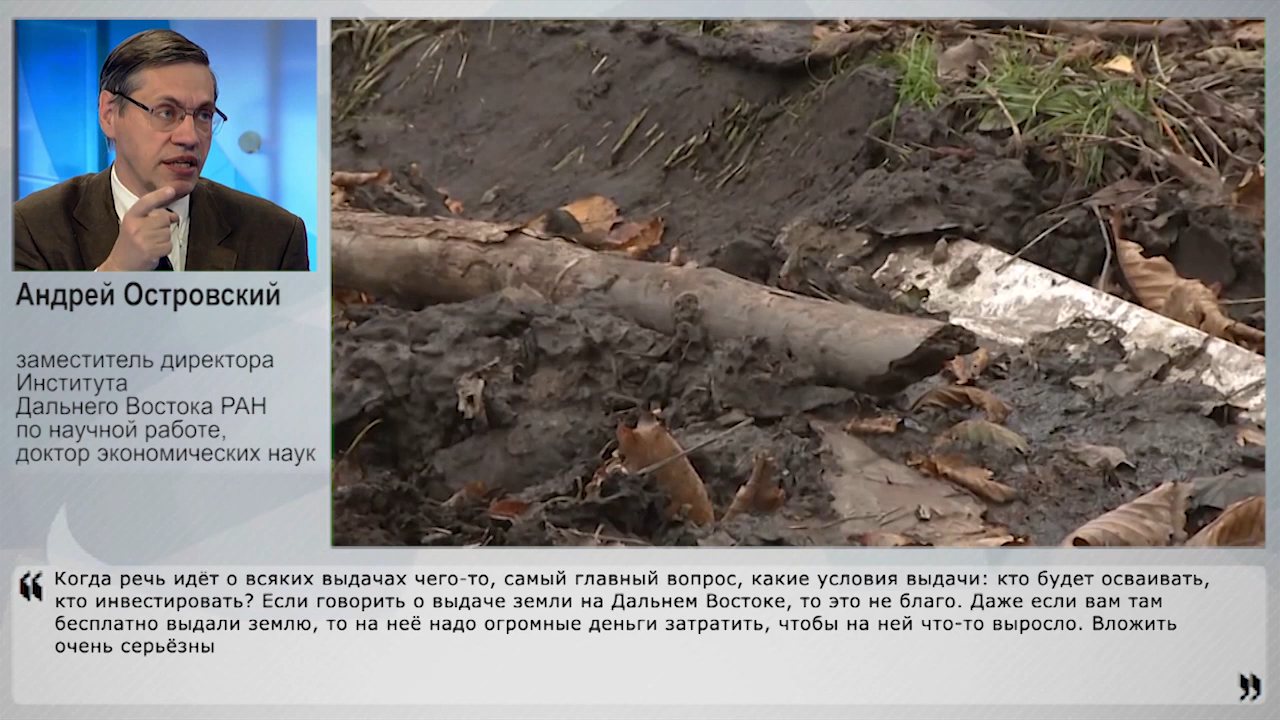 Андрей Островский
заместитель директора
Института
Дальнего Востока РАН
по научной работе,
доктор экономических наук
“ Когда речь идёт о всяких выдачах чего-то, самый главный вопрос, какие условия выдачи: кто будет осваивать,
кто инвестировать? Если говорить о выдаче земли на Дальнем Востоке, то это не благо. Даже если вам там
бесплатно выдали землю, то на неё надо огромные деньги затратить, чтобы на ней что-то выросло. Вложить
очень серьёзны
”